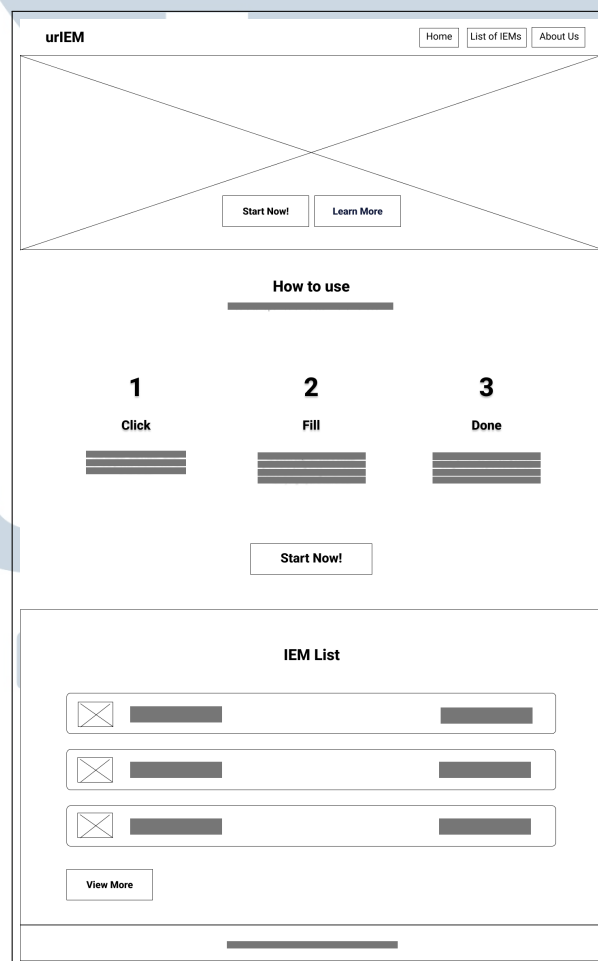 urIEM
Home List of IEMs About Us
Start Now! Learn More
How to use
1 2 3
Click Fill Done
Start Now!
IEM List
View More